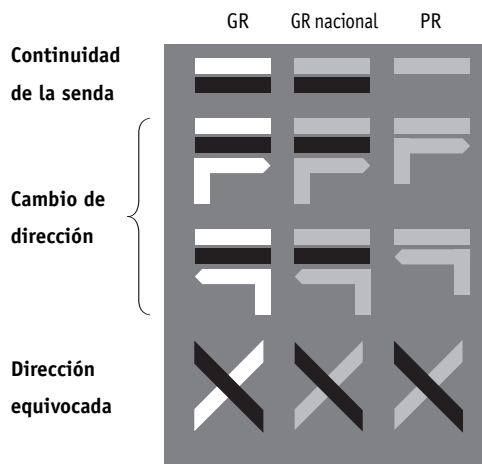 GR GR nacional PR
Continuidad
de la senda
Cambio de
dirección
Dirección
equivocada